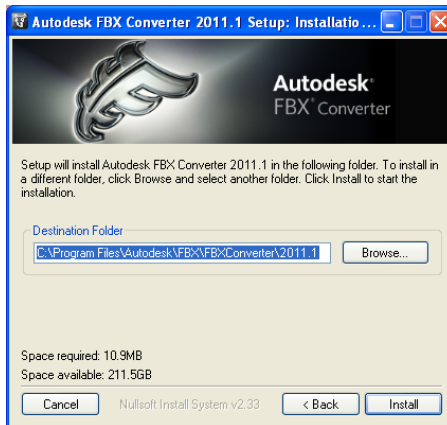 Autodesk FBX Converter 2011.1 Setup: Installatio ...
Autodesk®
FBX® Converter
Setup will install Autodesk FBX Converter 2011.1 in the following folder. To install in
a different folder, click Browse and select another folder. Click Install to start the
installation.
Destination Folder
C:\Program Files\Autodesk\FBX\FBXConverter\2011.1
Browse...
Space required: 10.9MB
Space available: 211.5GB
Cancel
Nullsoft Install System v2.33
< Back
Install